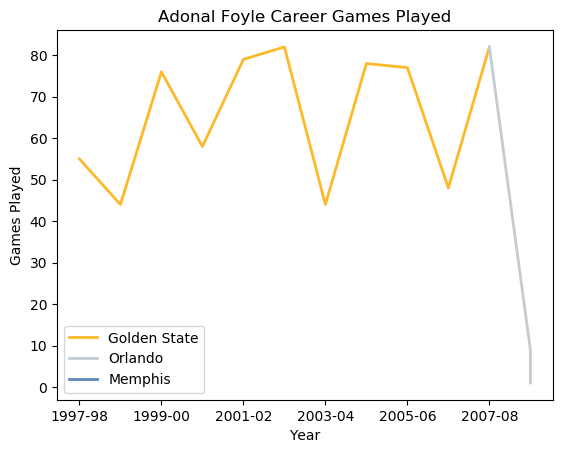 Adonal Foyle Career Games Played
Games Played
80
70
60
50
40
30
20
10
0
Golden State
Orlando
Memphis
1997-98 1999-00 2001-02 2003-04 2005-06 2007-08
Year